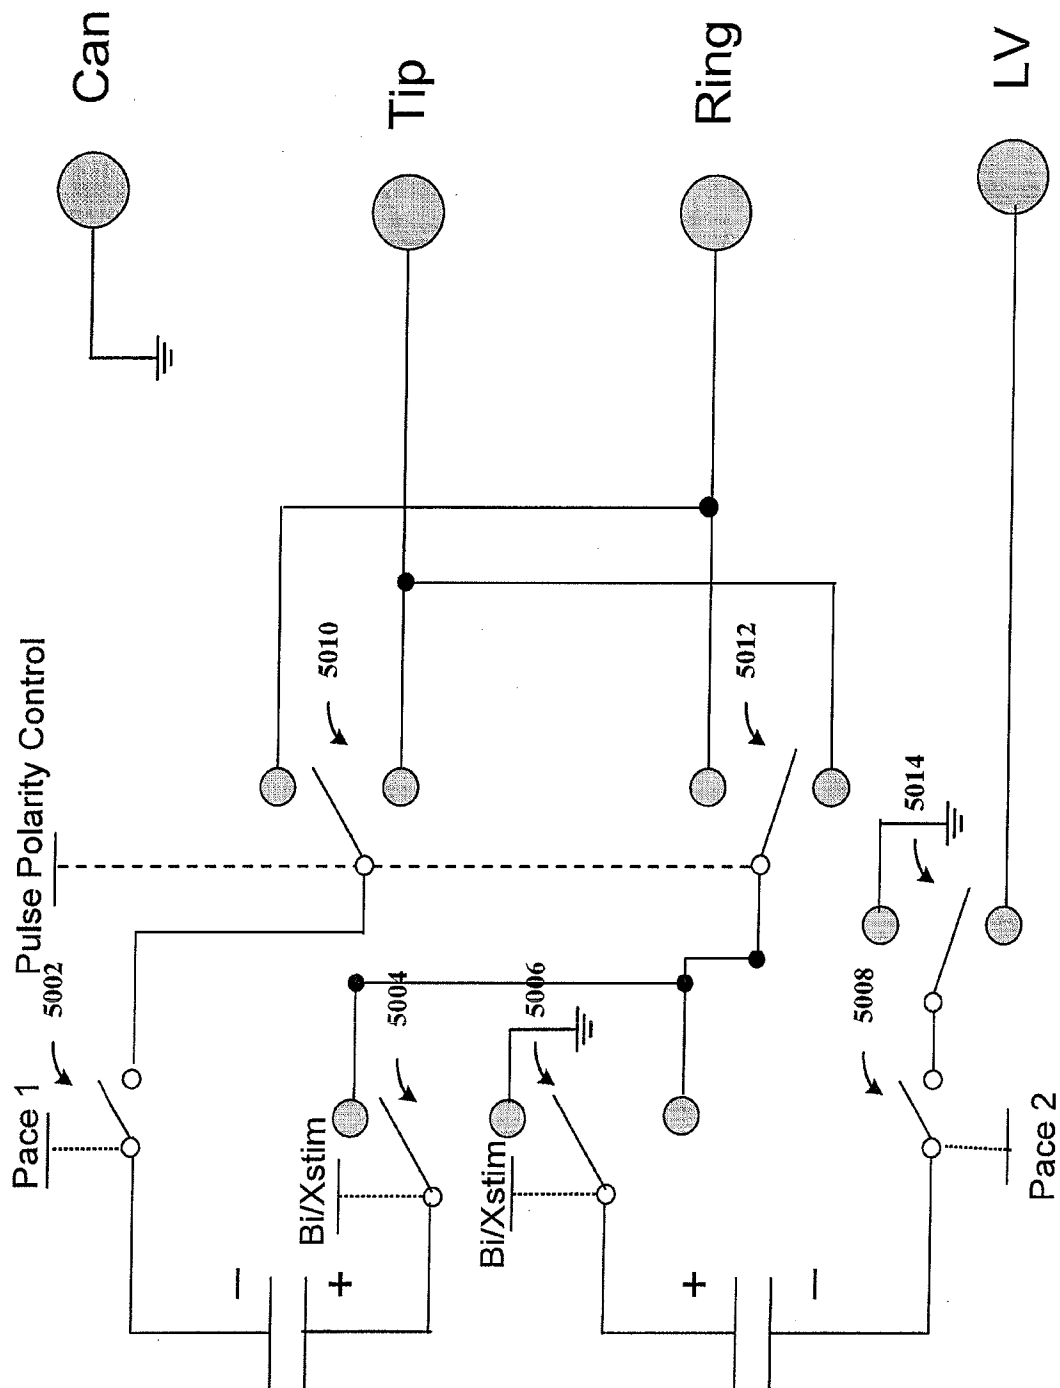 Can
Tip
Ring
LV
Pulse Polarity Control
5010
5012
5014
5002
5004
5006
5008
Pace 1
Bi/Xstim
Bi/Xstim
Pace 2
−
+
+
−